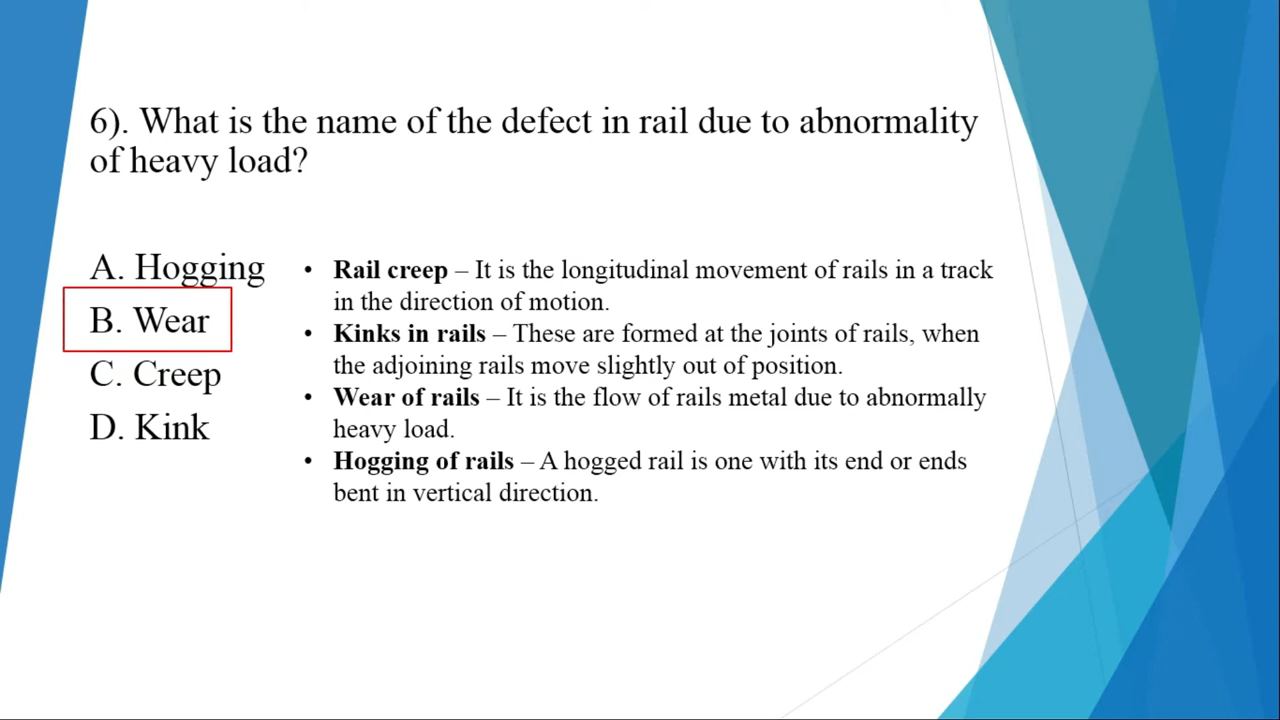 6). What is the name of the defect in rail due to abnormality
of heavy load?
A. Hogging
B. Wear
C. Creep
D. Kink
• Rail creep – It is the longitudinal movement of rails in a track
in the direction of motion.
• Kinks in rails – These are formed at the joints of rails, when
the adjoining rails move slightly out of position.
• Wear of rails – It is the flow of rails metal due to abnormally
heavy load.
• Hogging of rails – A hogged rail is one with its end or ends
bent in vertical direction.